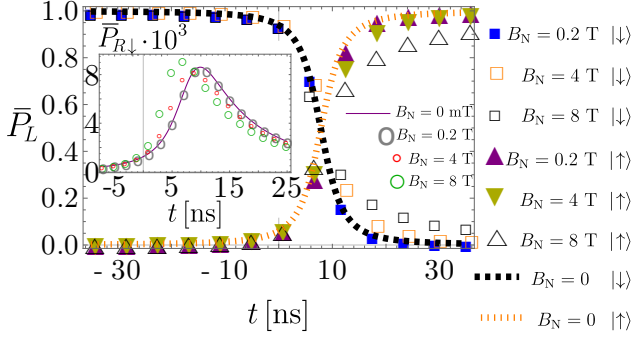 P̄_{R↓} · 10³
8
4
0
-5 5 15 25
t [ns]
B_N = 0 mT
B_N = 0.2 T
B_N = 4 T
B_N = 8 T
1.0
0.8
0.6
0.4
0.2
0.0
P̄_L
-30 -10 10 30
t [ns]
B_N = 0.2 T |↓⟩
B_N = 4 T |↓⟩
B_N = 8 T |↓⟩
B_N = 0.2 T |↑⟩
B_N = 4 T |↑⟩
B_N = 8 T |↑⟩
B_N = 0 |↓⟩
B_N = 0 |↑⟩